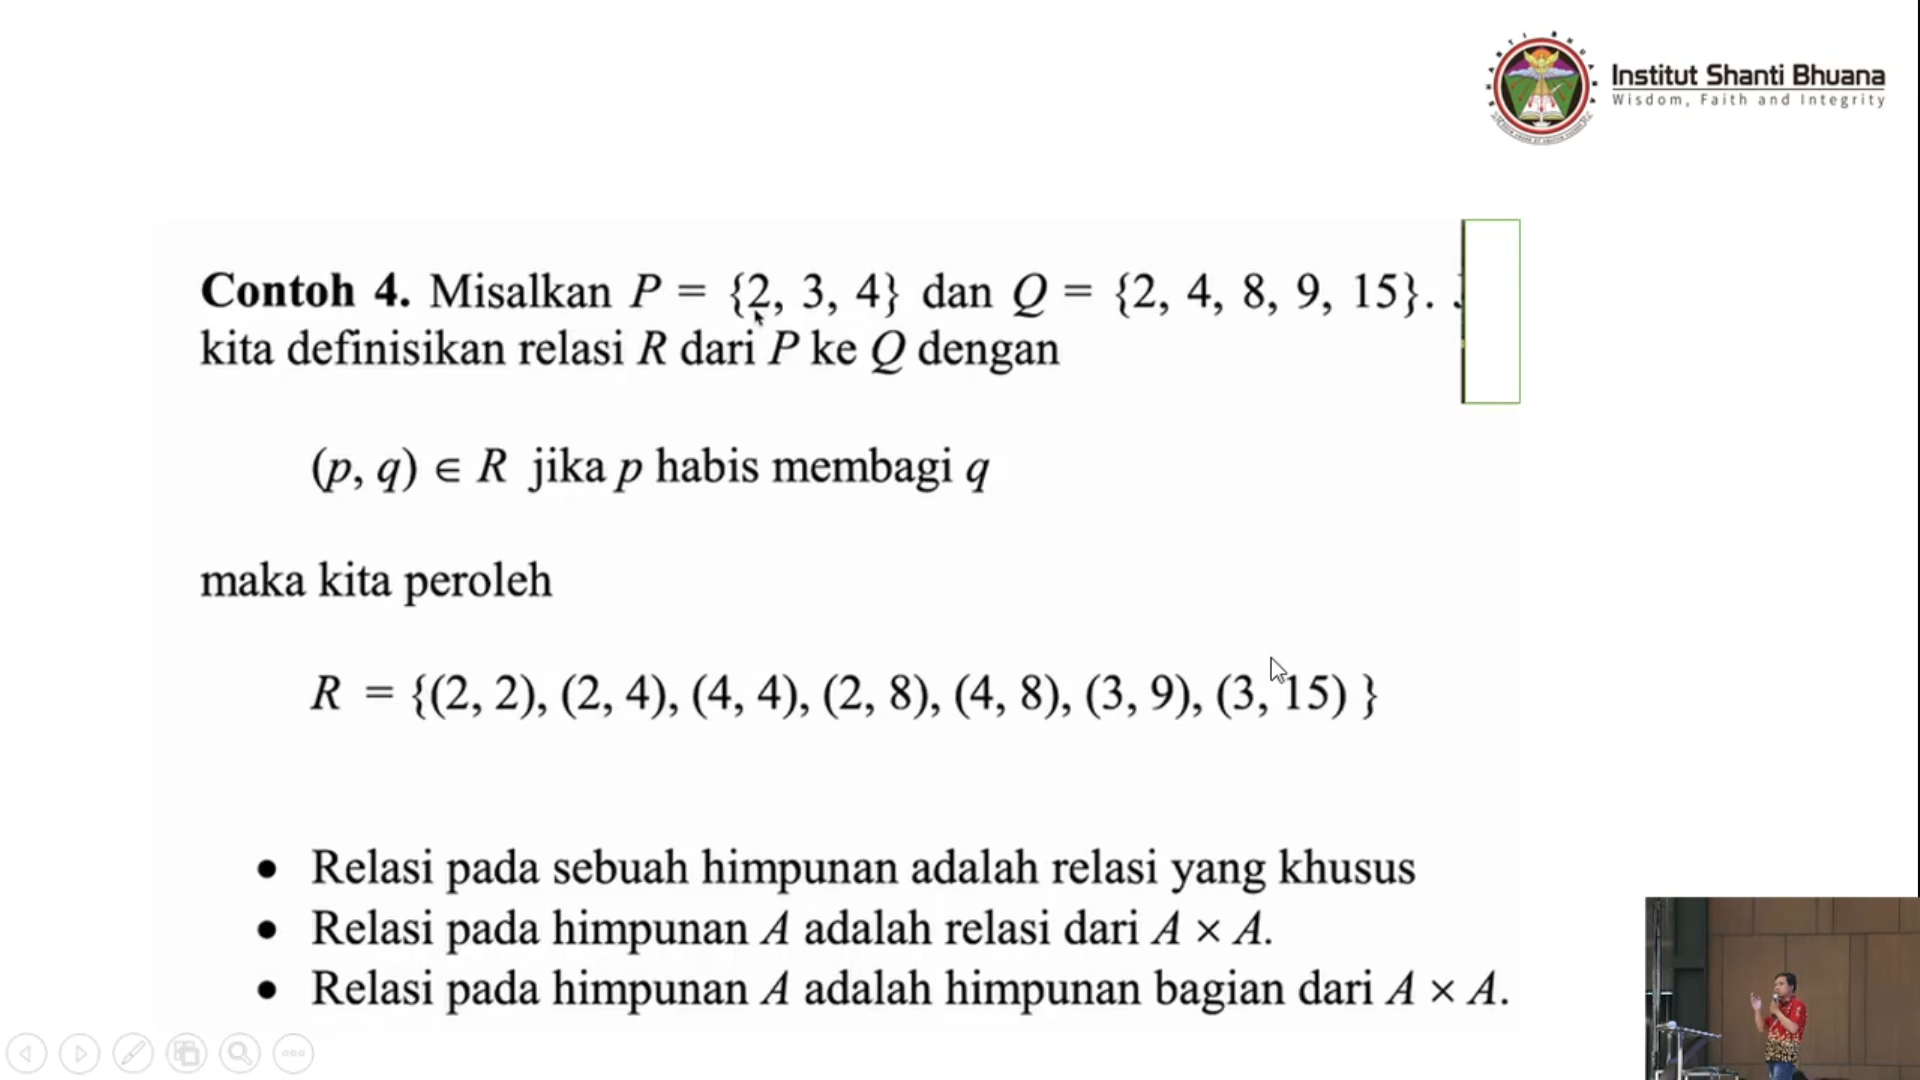 Institut Shanti Bhuana
Wisdom, Faith and Integrity
Contoh 4. Misalkan P = {2, 3, 4} dan Q = {2, 4, 8, 9, 15}.
kita definisikan relasi R dari P ke Q dengan
(p, q) ∈ R jika p habis membagi q
maka kita peroleh
R = {(2, 2), (2, 4), (4, 4), (2, 8), (4, 8), (3, 9), (3, 15) }
• Relasi pada sebuah himpunan adalah relasi yang khusus
• Relasi pada himpunan A adalah relasi dari A × A.
• Relasi pada himpunan A adalah himpunan bagian dari A × A.